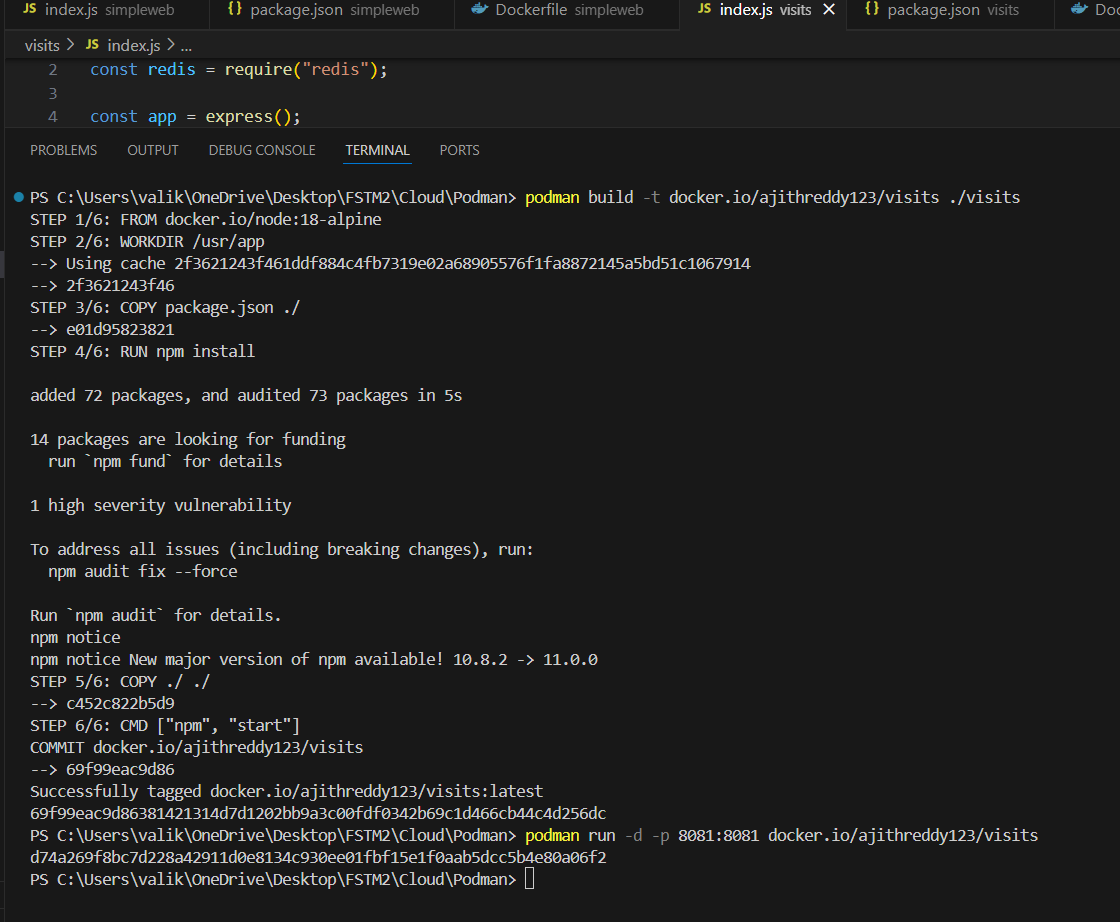 JS index.js simpleweb {} package.json simpleweb Dockerfile simpleweb JS index.js visits × {} package.json visits Doc
visits > JS index.js > ...
2 const redis = require("redis");
3
4 const app = express();
PROBLEMS OUTPUT DEBUG CONSOLE TERMINAL PORTS
PS C:\Users\valik\OneDrive\Desktop\FSTM2\Cloud\Podman> podman build -t docker.io/ajithreddy123/visits ./visits
STEP 1/6: FROM docker.io/node:18-alpine
STEP 2/6: WORKDIR /usr/app
--> Using cache 2f3621243f461ddf884c4fb7319e02a68905576f1fa8872145a5bd51c1067914
--> 2f3621243f46
STEP 3/6: COPY package.json ./
--> e01d95823821
STEP 4/6: RUN npm install
added 72 packages, and audited 73 packages in 5s
14 packages are looking for funding
run `npm fund` for details
1 high severity vulnerability
To address all issues (including breaking changes), run:
npm audit fix --force
Run `npm audit` for details.
npm notice
npm notice New major version of npm available! 10.8.2 -> 11.0.0
STEP 5/6: COPY ./ ./
--> c452c822b5d9
STEP 6/6: CMD ["npm", "start"]
COMMIT docker.io/ajithreddy123/visits
--> 69f99eac9d86
Successfully tagged docker.io/ajithreddy123/visits:latest
69f99eac9d86381421314d7d1202bb9a3c00fdf0342b69c1d466cb44c4d256dc
PS C:\Users\valik\OneDrive\Desktop\FSTM2\Cloud\Podman> podman run -d -p 8081:8081 docker.io/ajithreddy123/visits
d74a269f8bc7d228a42911d0e8134c930ee01fbf15e1f0aab5dcc5b4e80a06f2
PS C:\Users\valik\OneDrive\Desktop\FSTM2\Cloud\Podman>